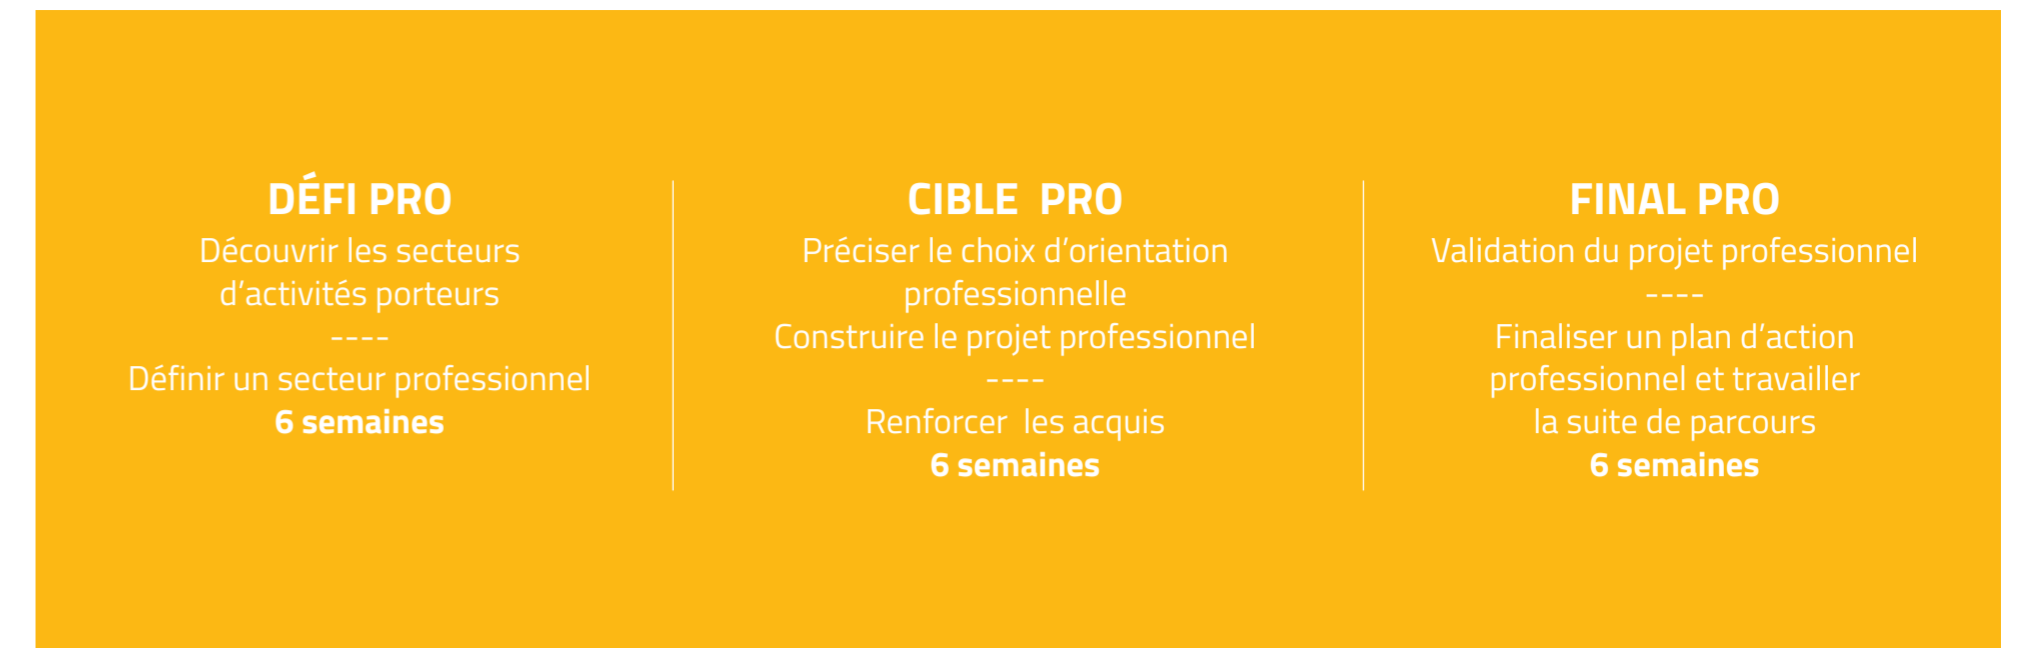 DÉFI PRO
Découvrir les secteurs
d’activités porteurs
----
Définir un secteur professionnel
6 semaines
CIBLE  PRO
Préciser le choix d’orientation
professionnelle
Construire le projet professionnel
----
Renforcer  les acquis
6 semaines
FINAL PRO
Validation du projet professionnel
----
Finaliser un plan d’action
professionnel et travailler
la suite de parcours
6 semaines